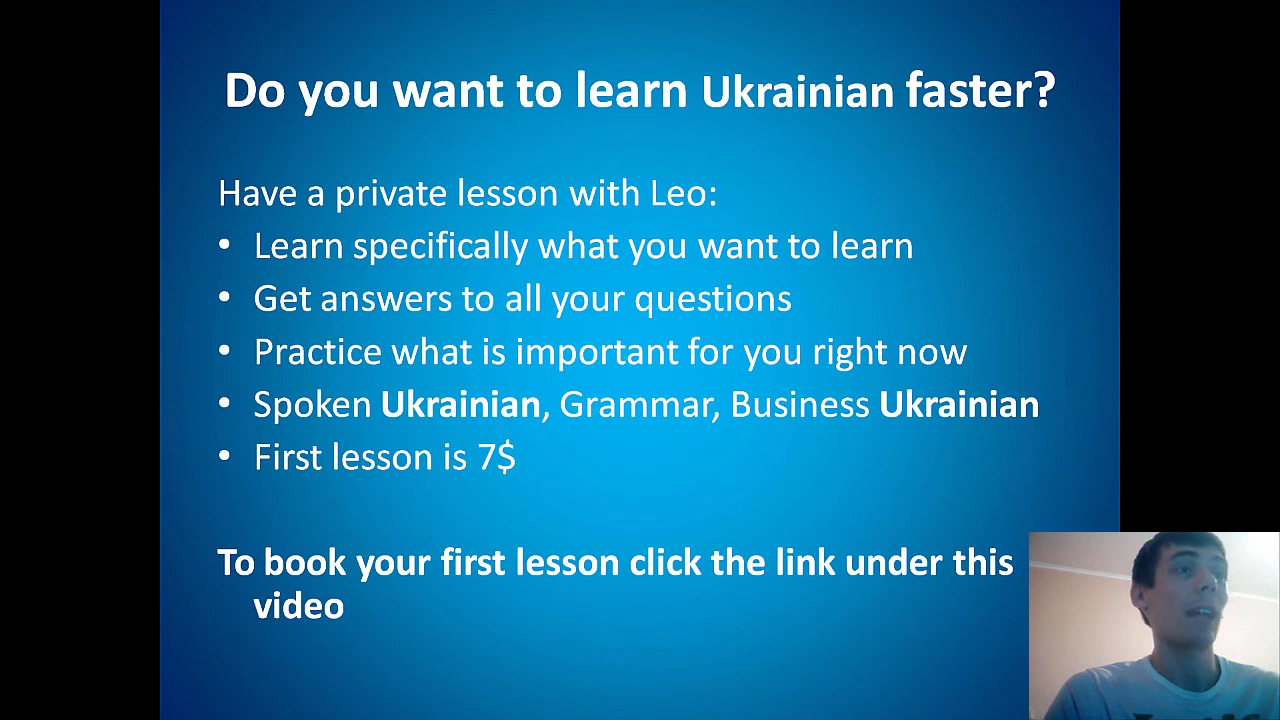 Do you want to learn Ukrainian faster?
Have a private lesson with Leo:
• Learn specifically what you want to learn
• Get answers to all your questions
• Practice what is important for you right now
• Spoken Ukrainian, Grammar, Business Ukrainian
• First lesson is 7$
To book your first lesson click the link under this
video